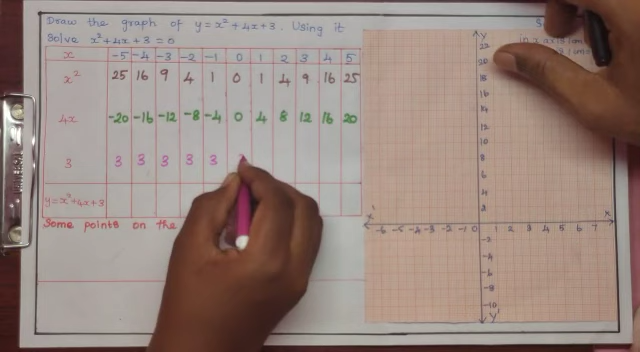 Draw the graph of y=x²+4x+3. Using it
Solve x²+4x+3=0
x -5 -4 -3 -2 -1 0 1 2 3 4 5
x² 25 16 9 4 1 0 1 4 9 16 25
4x -20 -16 -12 -8 -4 0 4 8 12 16 20
3 3 3 3 3 3
y=x²+4x+3
Some points on the
Y
22
20
18
16
14
12
10
8
6
4
2
X' -6 -5 -4 -3 -2 -1 0 1 2 3 4 5 6 7 X
-2
-4
-6
-8
-10
Y'